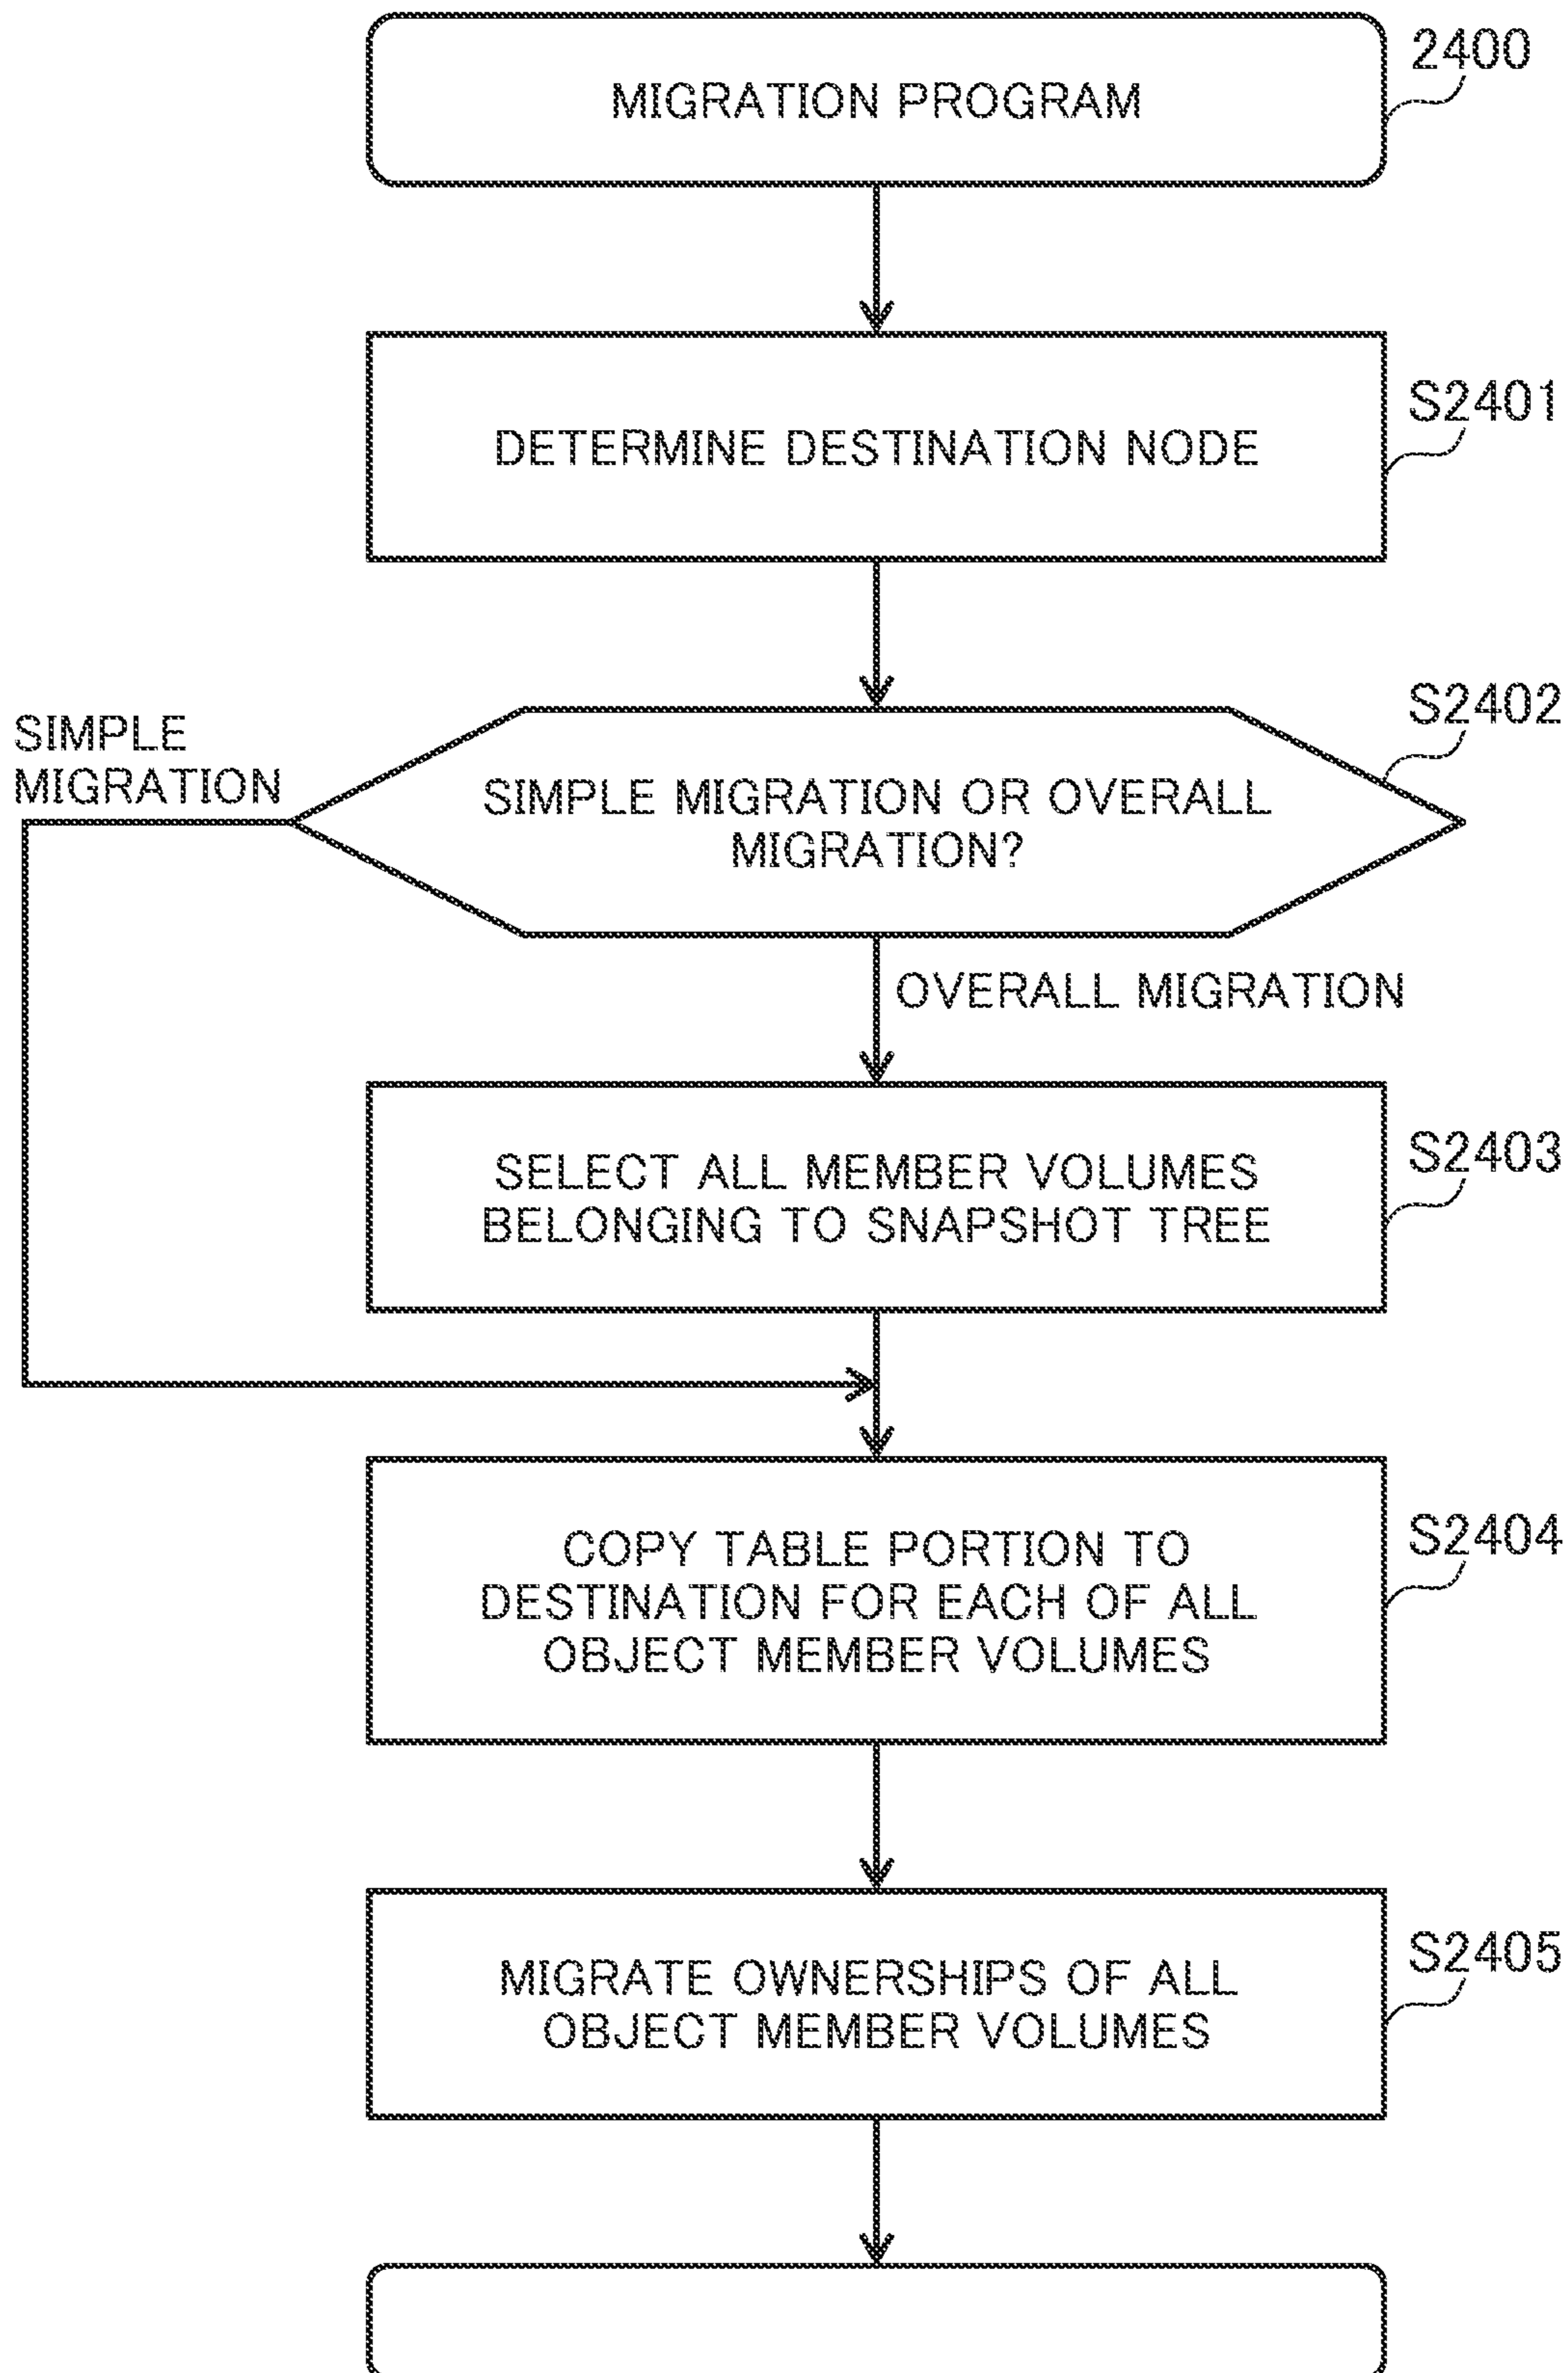 MIGRATION PROGRAM
2400
DETERMINE DESTINATION NODE
S2401
SIMPLE
MIGRATION
SIMPLE MIGRATION OR OVERALL
MIGRATION?
S2402
OVERALL MIGRATION
SELECT ALL MEMBER VOLUMES
BELONGING TO SNAPSHOT TREE
S2403
COPY TABLE PORTION TO
DESTINATION FOR EACH OF ALL
OBJECT MEMBER VOLUMES
S2404
MIGRATE OWNERSHIPS OF ALL
OBJECT MEMBER VOLUMES
S2405